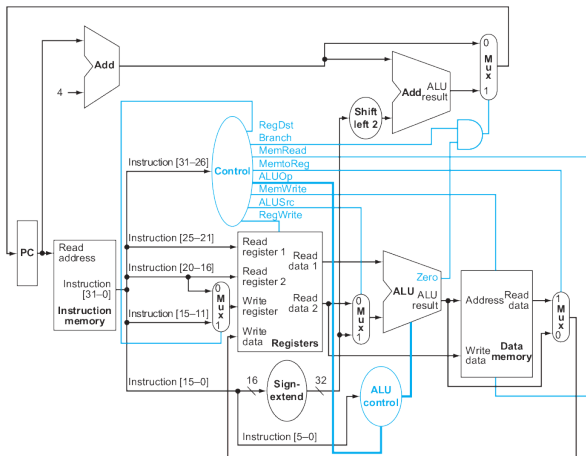 0
M
u
x
1
Add
4
Add
ALU
result
Shift
left 2
RegDst
Branch
MemRead
MemtoReg
ALUOp
MemWrite
ALUSrc
RegWrite
Control
Instruction [31–26]
Instruction [25–21]
Instruction [20–16]
Instruction [15–11]
Instruction [15–0]
Instruction [5–0]
PC
Read
address
Instruction
[31–0]
Instruction
memory
0
M
u
x
1
Read
register 1
Read
register 2
Write
register
Write
data
Read
data 1
Read
data 2
Registers
0
M
u
x
1
Zero
ALU
ALU
result
Address
Read
data
Write
data
Data
memory
1
M
u
x
0
16
Sign-
extend
32
ALU
control